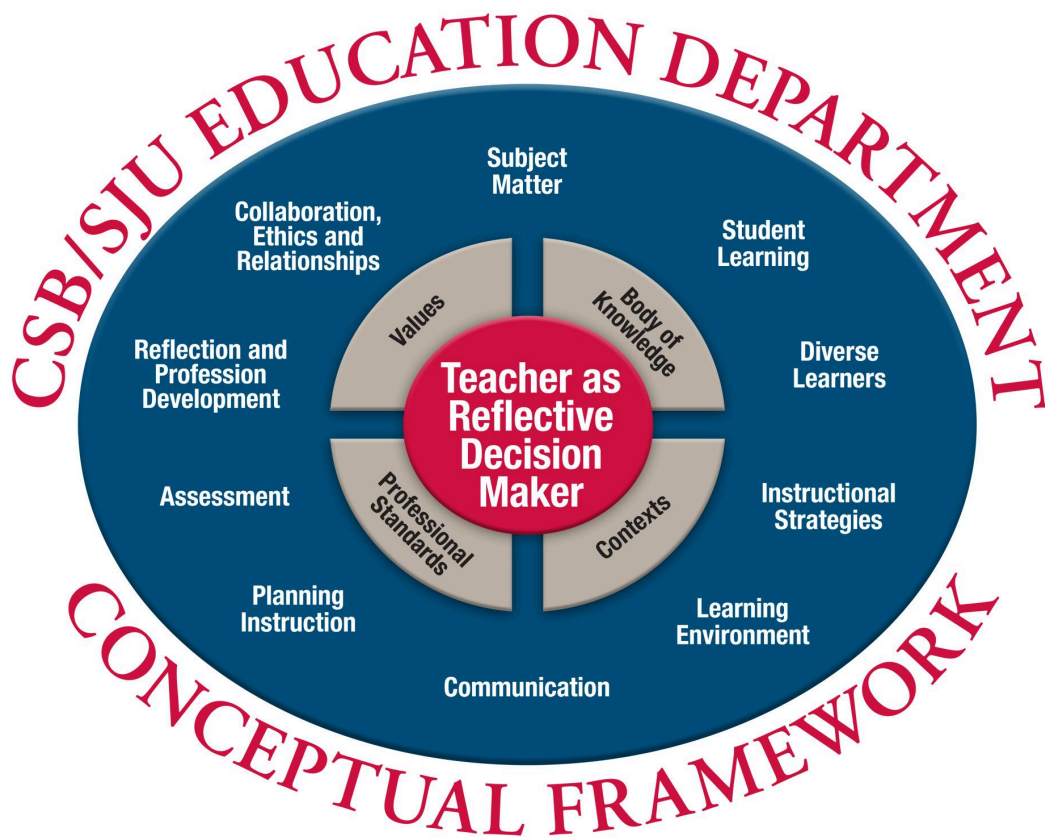 CSB/SJU EDUCATION DEPARTMENT
Subject
Matter
Student
Learning
Diverse
Learners
Instructional
Strategies
Learning
Environment
Communication
Planning
Instruction
Assessment
Reflection and
Profession
Development
Collaboration,
Ethics and
Relationships
Values
Body of
Knowledge
Contexts
Professional
Standards
Teacher as
Reflective
Decision
Maker
CONCEPTUAL FRAMEWORK